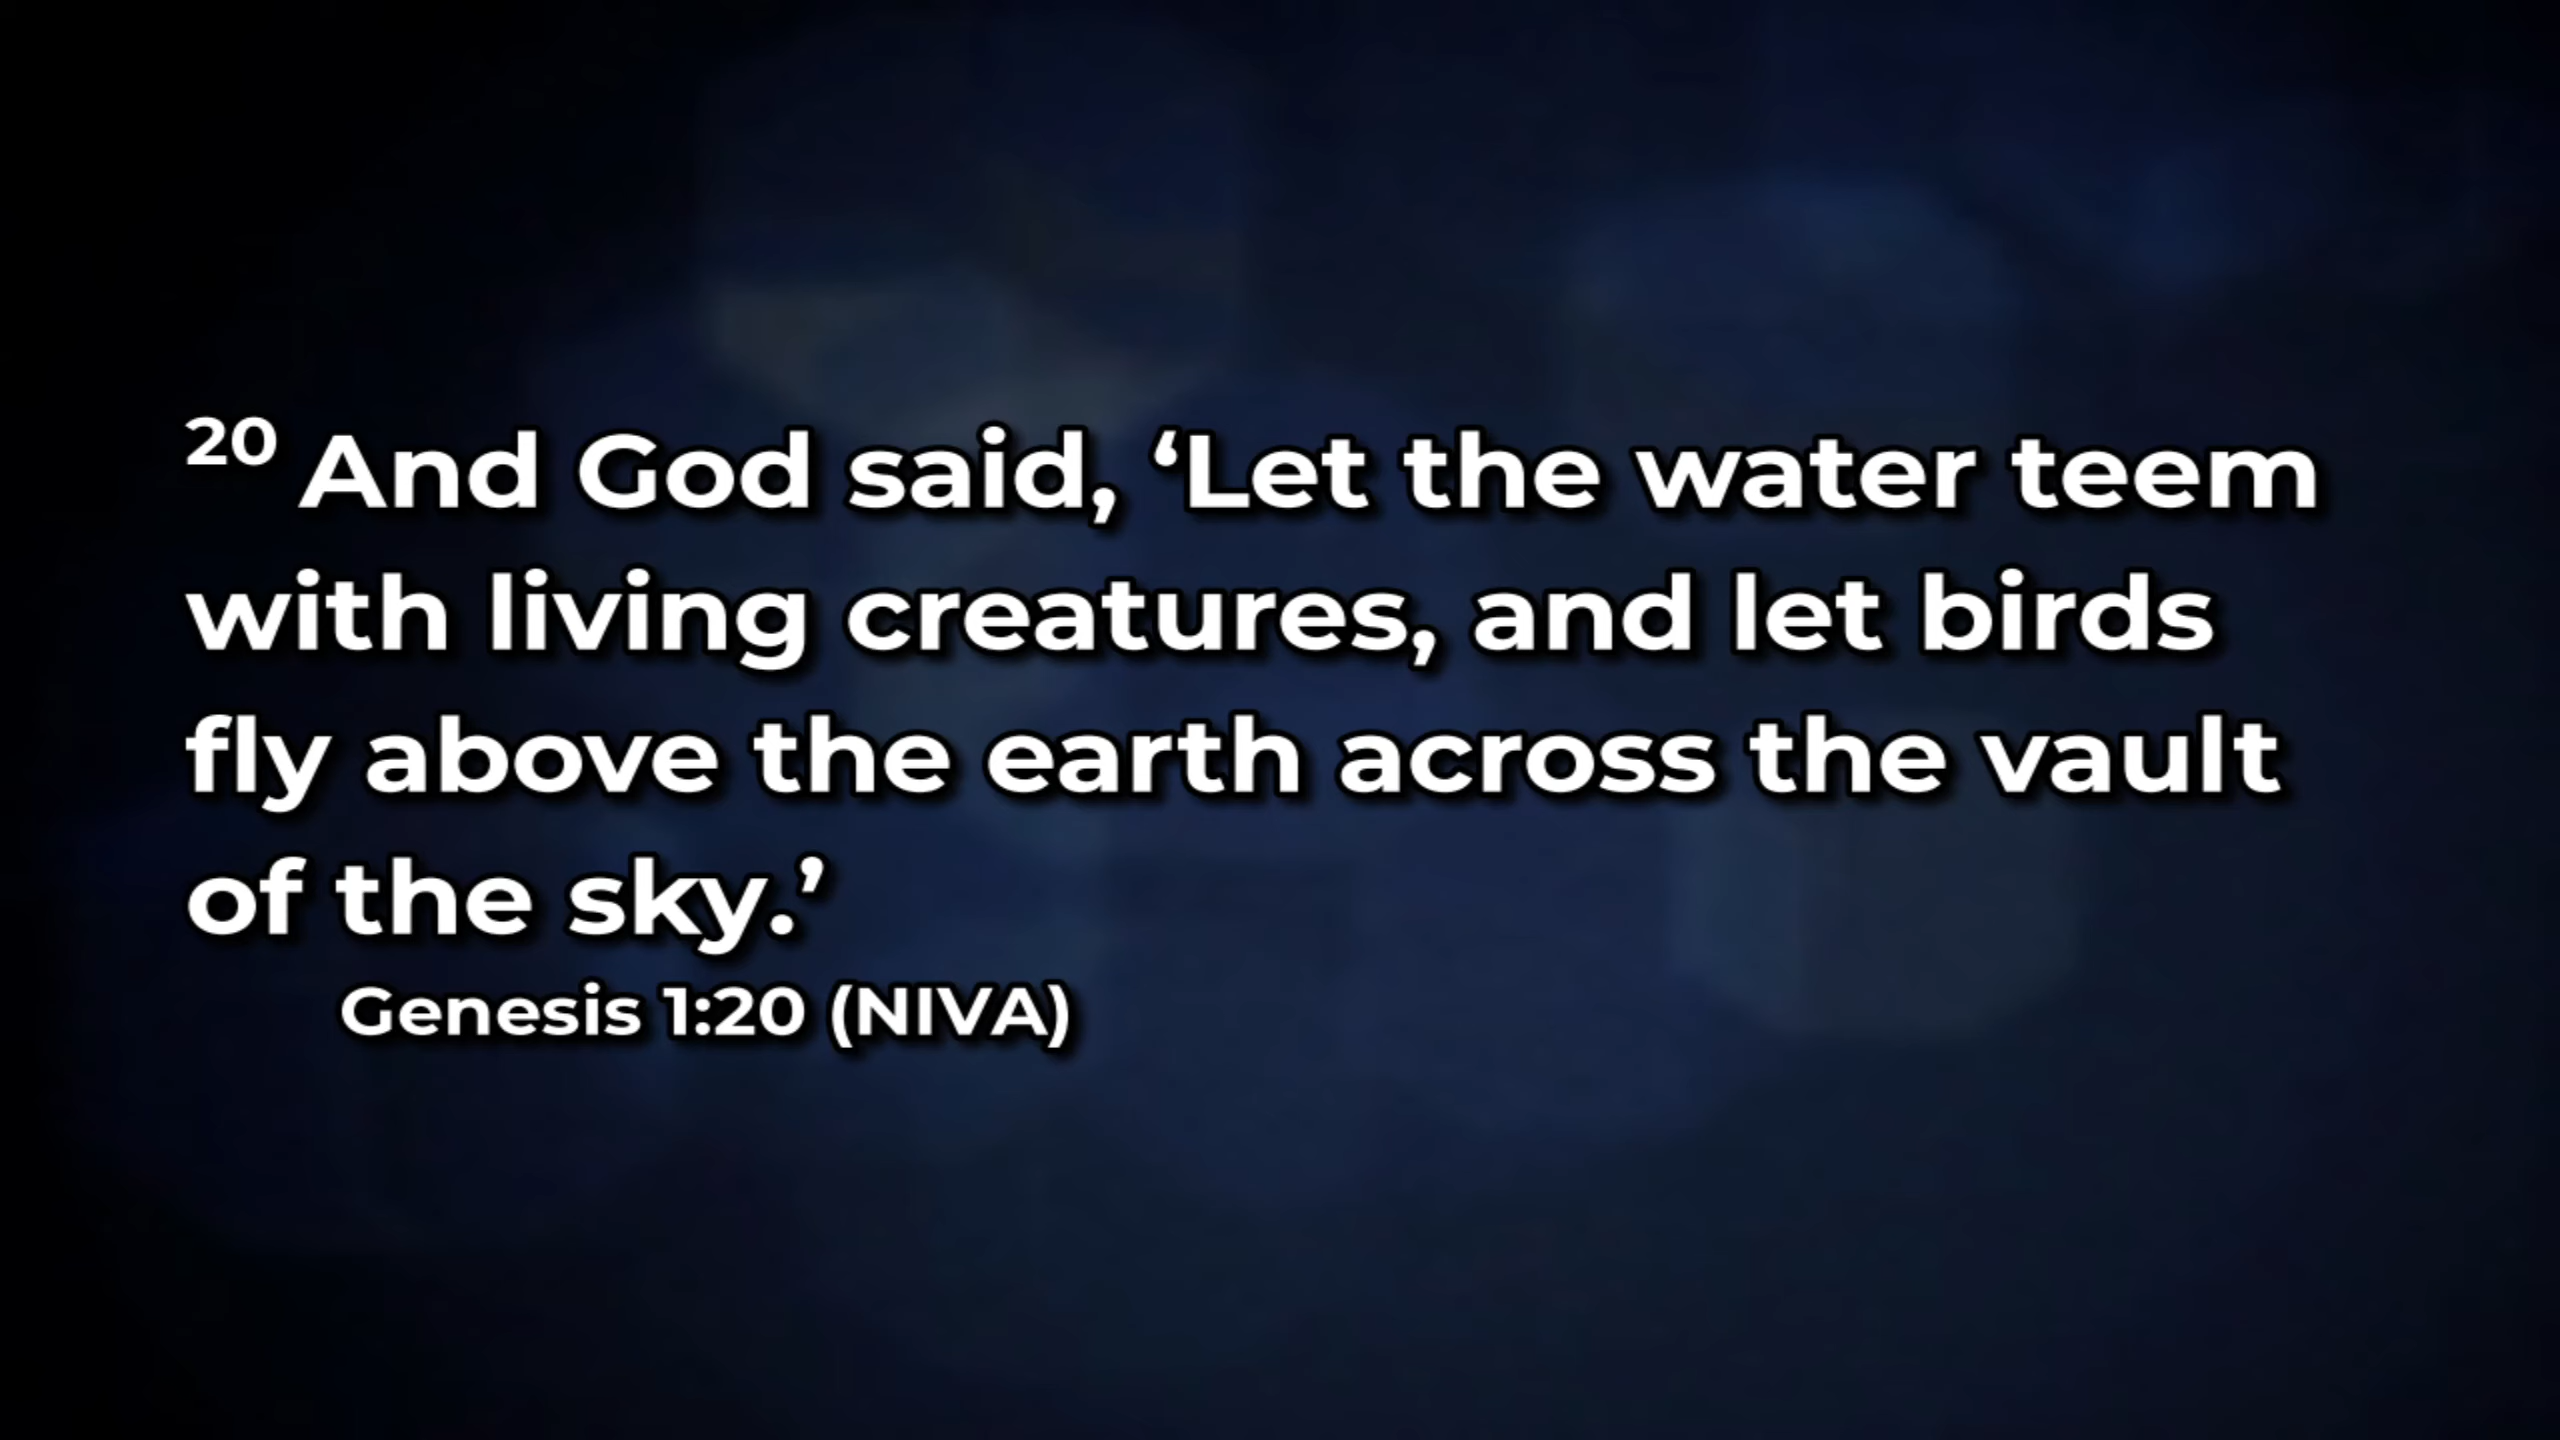 20 And God said, ‘Let the water teem
with living creatures, and let birds
fly above the earth across the vault
of the sky.’
Genesis 1:20 (NIVA)